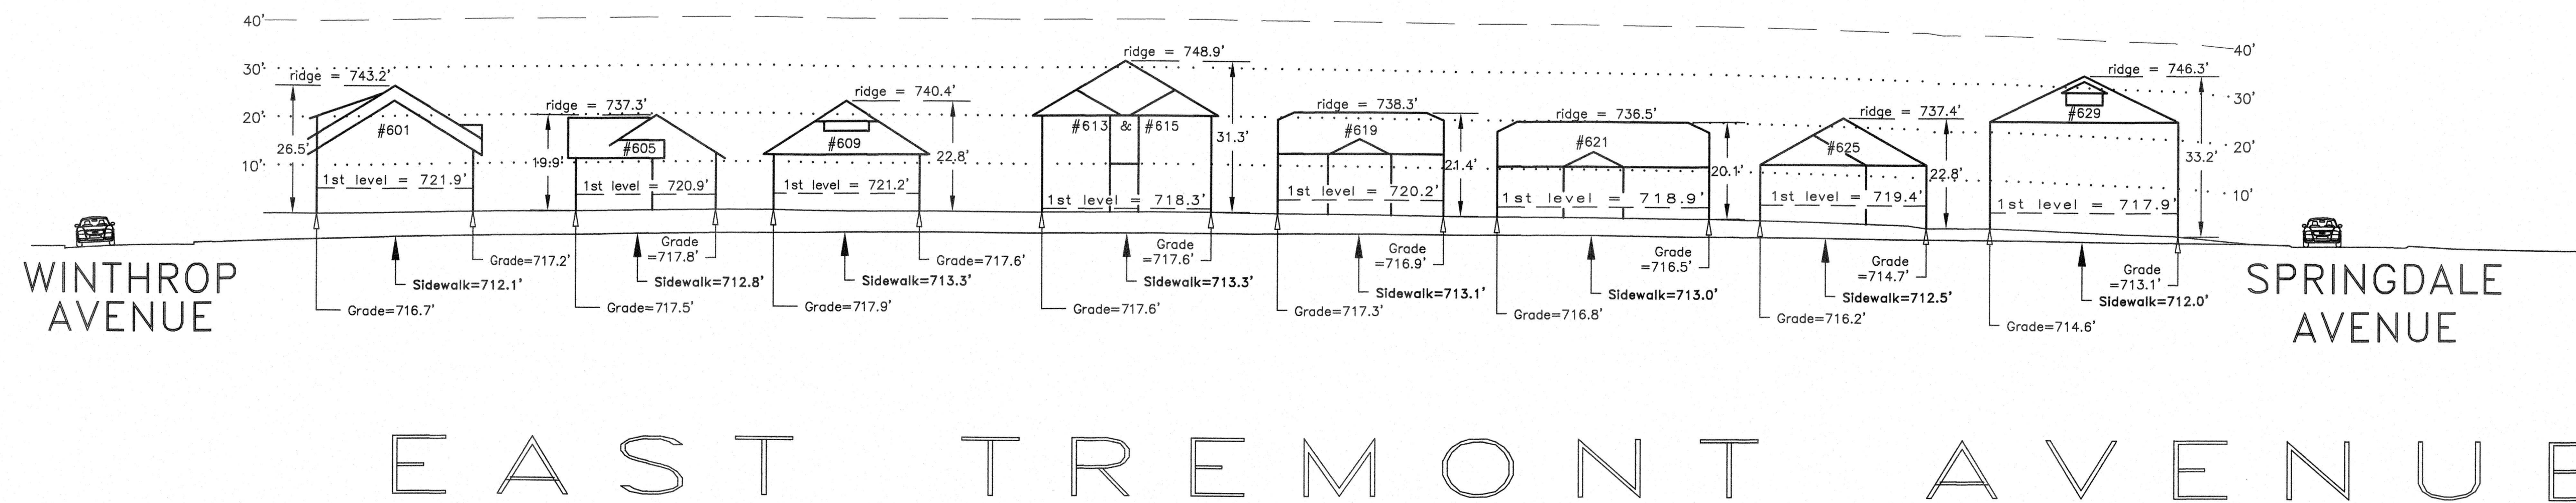 40'
30'
20'
10'
ridge = 743.2'
26.5'
#601
1st level = 721.9'
Grade=717.2'
Sidewalk=712.1'
Grade=716.7'
ridge = 737.3'
19.9'
#605
1st level = 720.9'
Grade
=717.8'
Sidewalk=712.8'
Grade=717.5'
ridge = 740.4'
22.8'
#609
1st level = 721.2'
Grade=717.6'
Sidewalk=713.3'
Grade=717.9'
ridge = 748.9'
31.3'
#613 & #615
1st level = 718.3'
Grade
=717.6'
Sidewalk=713.3'
Grade=717.6'
ridge = 738.3'
21.4'
#619
1st level = 720.2'
Grade
=716.9'
Sidewalk=713.1'
Grade=717.3'
ridge = 736.5'
20.1'
#621
1st level = 718.9'
Grade
=716.5'
Sidewalk=713.0'
Grade=716.8'
ridge = 737.4'
22.8'
#625
1st level = 719.4'
Grade
=714.7'
Sidewalk=712.5'
Grade=716.2'
ridge = 746.3'
33.2'
#629
1st level = 717.9'
Grade
=713.1'
Sidewalk=712.0'
Grade=714.6'
40'
30'
20'
10'
WINTHROP
AVENUE
SPRINGDALE
AVENUE
EAST TREMONT AVENUE